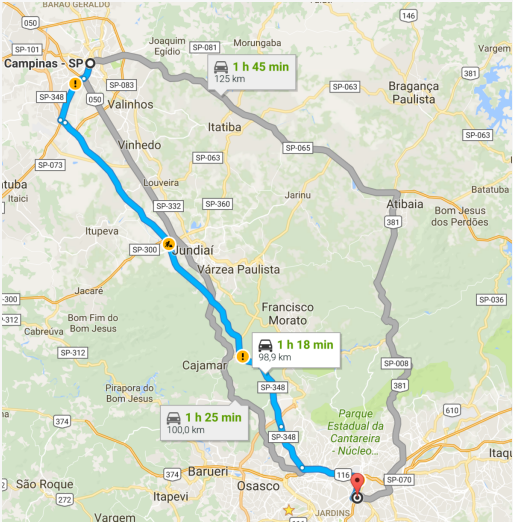 BARÃO GERALDO
146
050
SP-101
Joaquim
Egídio
SP-081
Morungaba
Vargem
Campinas - SP
1 h 45 min
125 km
381
SP-348
050
SP-083
SP-063
Bragança
Paulista
Valinhos
Itatiba
SP-063
Vinhedo
SP-065
SP-073
SP-063
Louveira
Batatuba
Itaici
Jarinu
SP-332
SP-360
Atibaia
Bom Jesus
dos Perdões
381
Itupeva
SP-300
Jundiaí
Várzea Paulista
Jacaré
SP-036
-300
-312
Cabreúva
Bom Fim do
Bom Jesus
Francisco
Morato
1 h 18 min
98,9 km
SP-312
Cajamar
SP-008
SP-348
381
Pirapora do
Bom Jesus
1 h 25 min
100,0 km
Parque
Estadual da
Cantareira
- Núcleo...
610
374
SP-348
374
Barueri
116
SP-070
São Roque
Osasco
272
Itapevi
JARDINS
Vargem